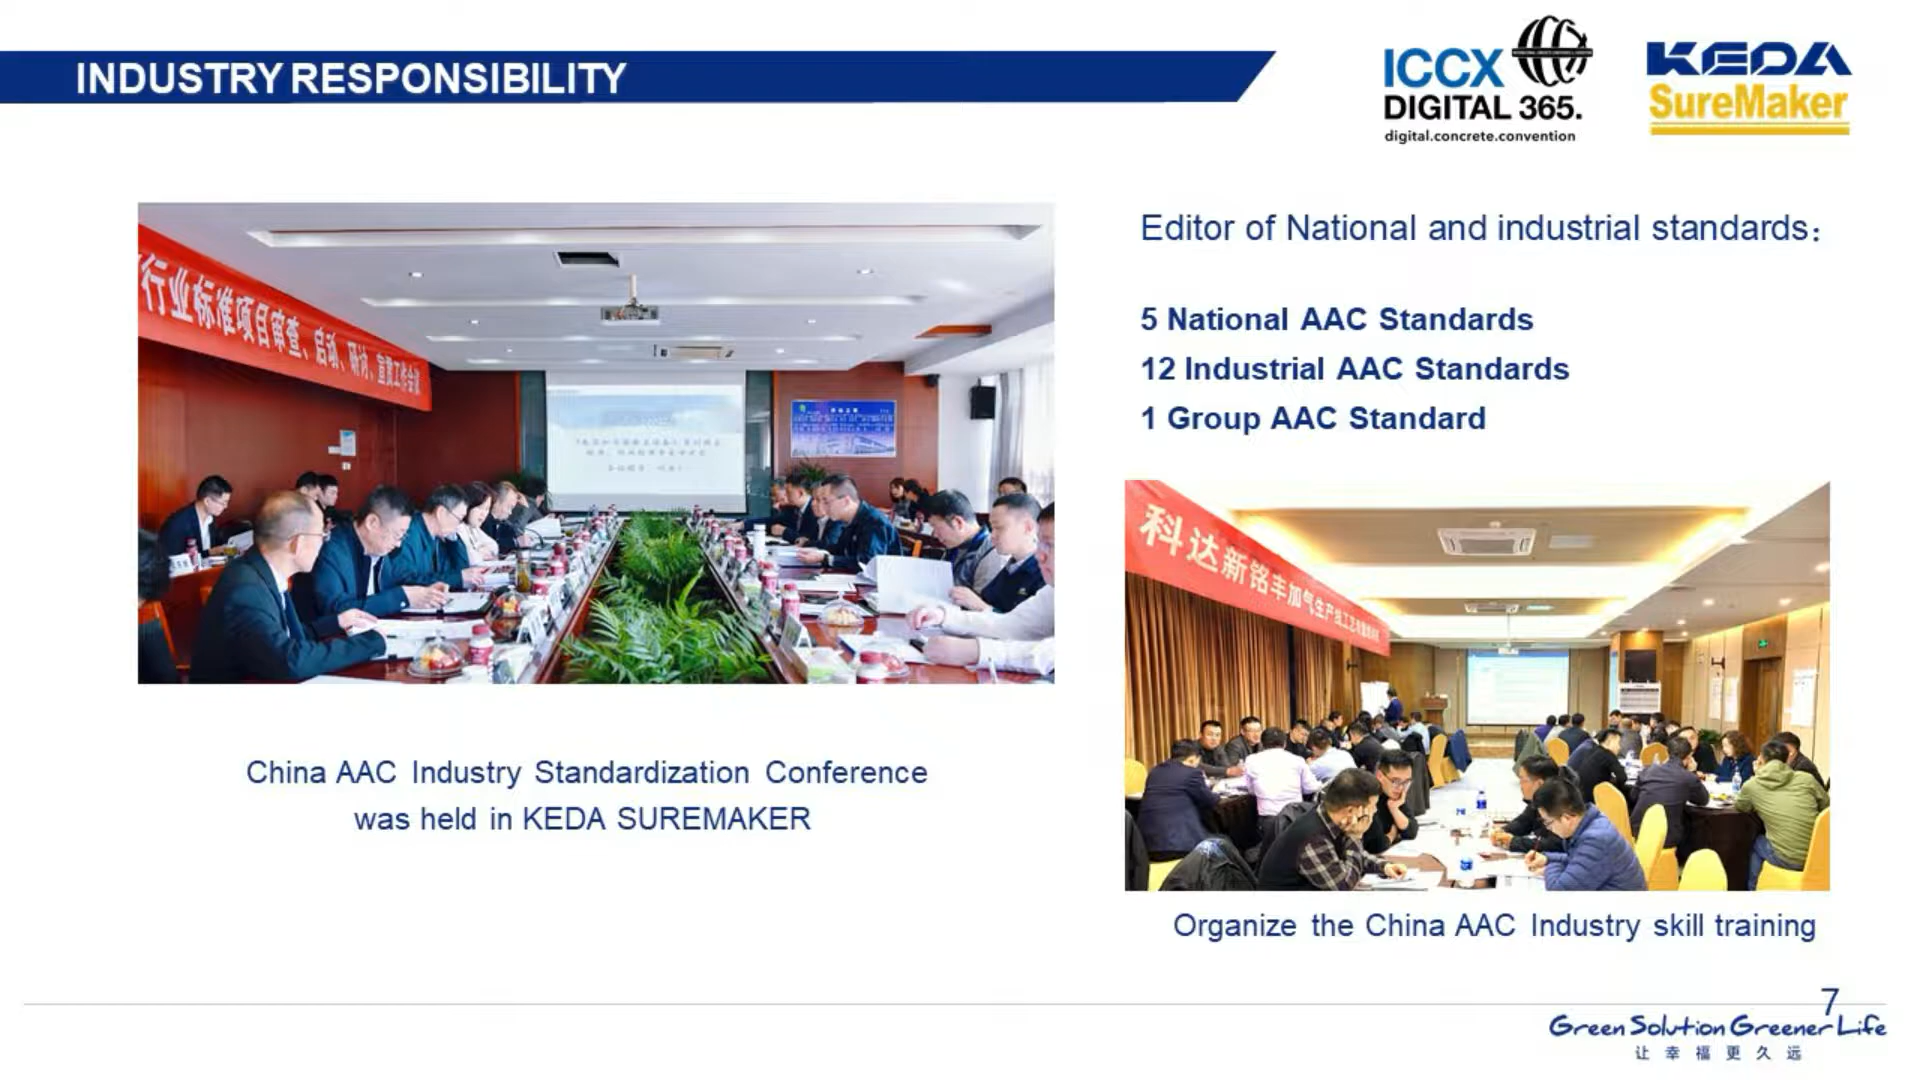 INDUSTRY RESPONSIBILITY
ICCX
DIGITAL 365.
digital.concrete.convention
KEDA
SureMaker
行业标准项目审查、启动、研讨、宣贯工作会议
China AAC Industry Standardization Conference
was held in KEDA SUREMAKER
Editor of National and industrial standards：
5 National AAC Standards
12 Industrial AAC Standards
1 Group AAC Standard
科达新铭丰加气生产线工艺
Organize the China AAC Industry skill training
7
Green Solution Greener Life
让幸福更久远